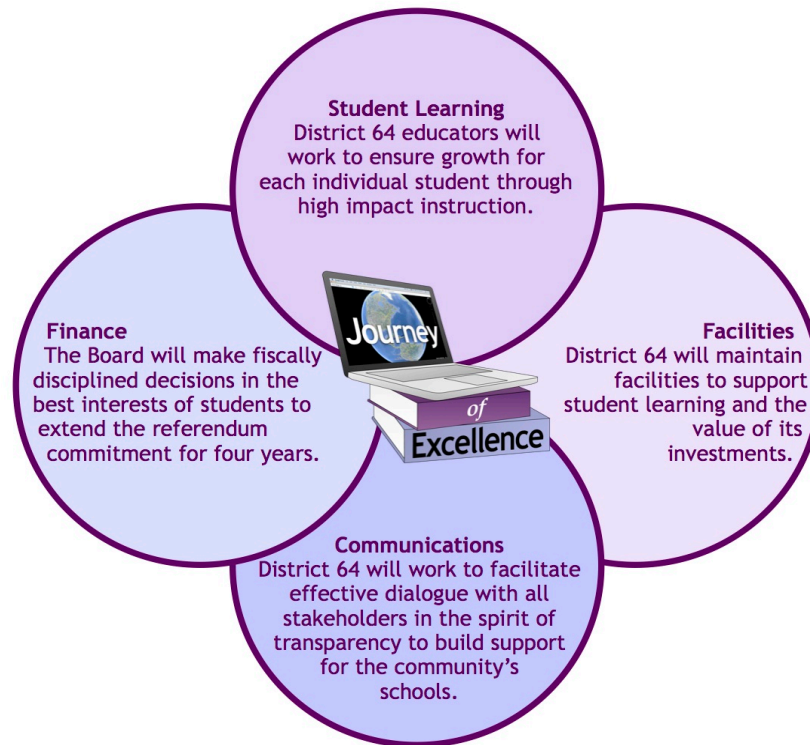 Student Learning
District 64 educators will
work to ensure growth for
each individual student through
high impact instruction.
Finance
The Board will make fiscally
disciplined decisions in the
best interests of students to
extend the referendum
commitment for four years.
Journey
of
Excellence
Facilities
District 64 will maintain
facilities to support
student learning and the
value of its
investments.
Communications
District 64 will work to facilitate
effective dialogue with all
stakeholders in the spirit of
transparency to build support
for the community’s
schools.